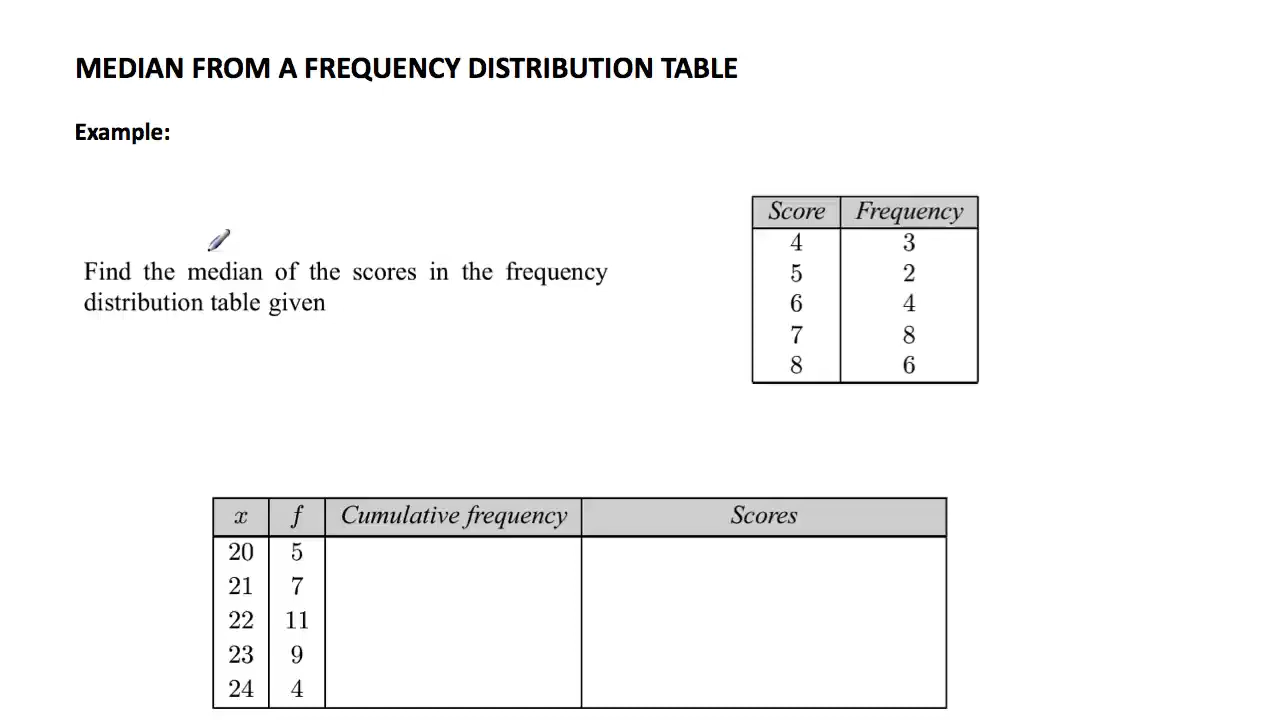 MEDIAN FROM A FREQUENCY DISTRIBUTION TABLE
Example:
Find the median of the scores in the frequency
distribution table given
Score Frequency
4 3
5 2
6 4
7 8
8 6
x f Cumulative frequency Scores
20 5
21 7
22 11
23 9
24 4